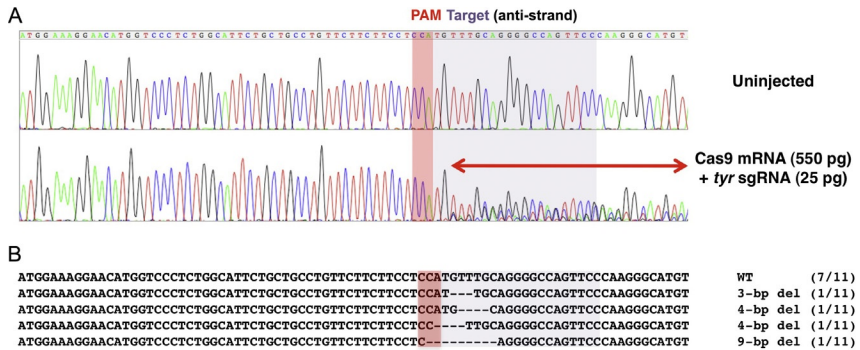 A
PAM Target (anti-strand)
ATGGAAAGGAACATGGTCCCTCTGGCATTCTGCTGCCTGTTCTTCTTCCTCCATGTTTGCAGGGGCCAGTTCCCAAGGGCATGT
Uninjected
Cas9 mRNA (550 pg)
+ tyr sgRNA (25 pg)
B
ATGGAAAGGAACATGGTCCCTCTGGCATTCTGCTGCCTGTTCTTCTTCCTCCATGTTTGCAGGGGCCAGTTCCCAAGGGCATGT WT (7/11)
ATGGAAAGGAACATGGTCCCTCTGGCATTCTGCTGCCTGTTCTTCTTCCTCCAT---TGCAGGGGCCAGTTCCCAAGGGCATGT 3-bp del (1/11)
ATGGAAAGGAACATGGTCCCTCTGGCATTCTGCTGCCTGTTCTTCTTCCTCCATG----CAGGGGCCAGTTCCCAAGGGCATGT 4-bp del (1/11)
ATGGAAAGGAACATGGTCCCTCTGGCATTCTGCTGCCTGTTCTTCTTCCTCC----TTGCAGGGGCCAGTTCCCAAGGGCATGT 4-bp del (1/11)
ATGGAAAGGAACATGGTCCCTCTGGCATTCTGCTGCCTGTTCTTCTTCCTC---------AGGGGCCAGTTCCCAAGGGCATGT 9-bp del (1/11)